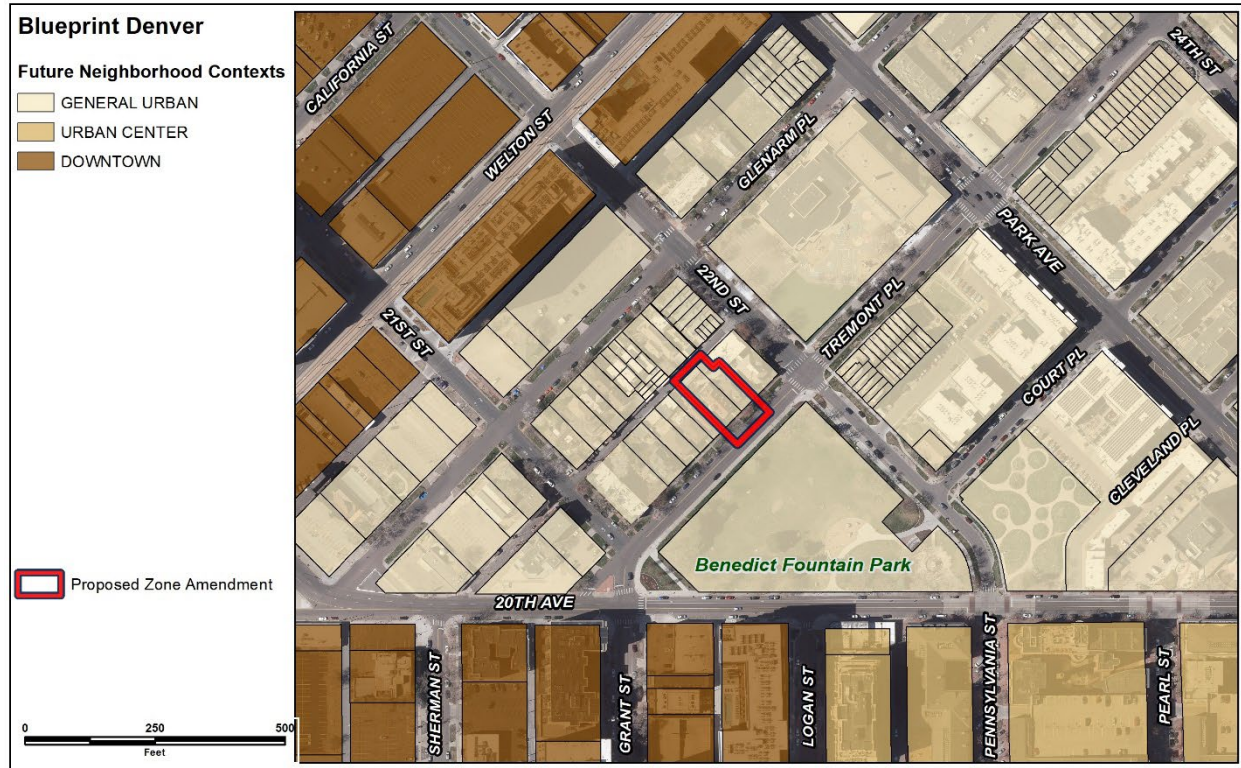 Blueprint Denver
Future Neighborhood Contexts
GENERAL URBAN
URBAN CENTER
DOWNTOWN
Proposed Zone Amendment
0 250 500
Feet
CALIFORNIA ST
WELTON ST
24TH ST
GLENARM PL
PARK AVE
22ND ST
TREMONT PL
21ST ST
COURT PL
CLEVELAND PL
Benedict Fountain Park
20TH AVE
SHERMAN ST
GRANT ST
LOGAN ST
PENNSYLVANIA ST
PEARL ST